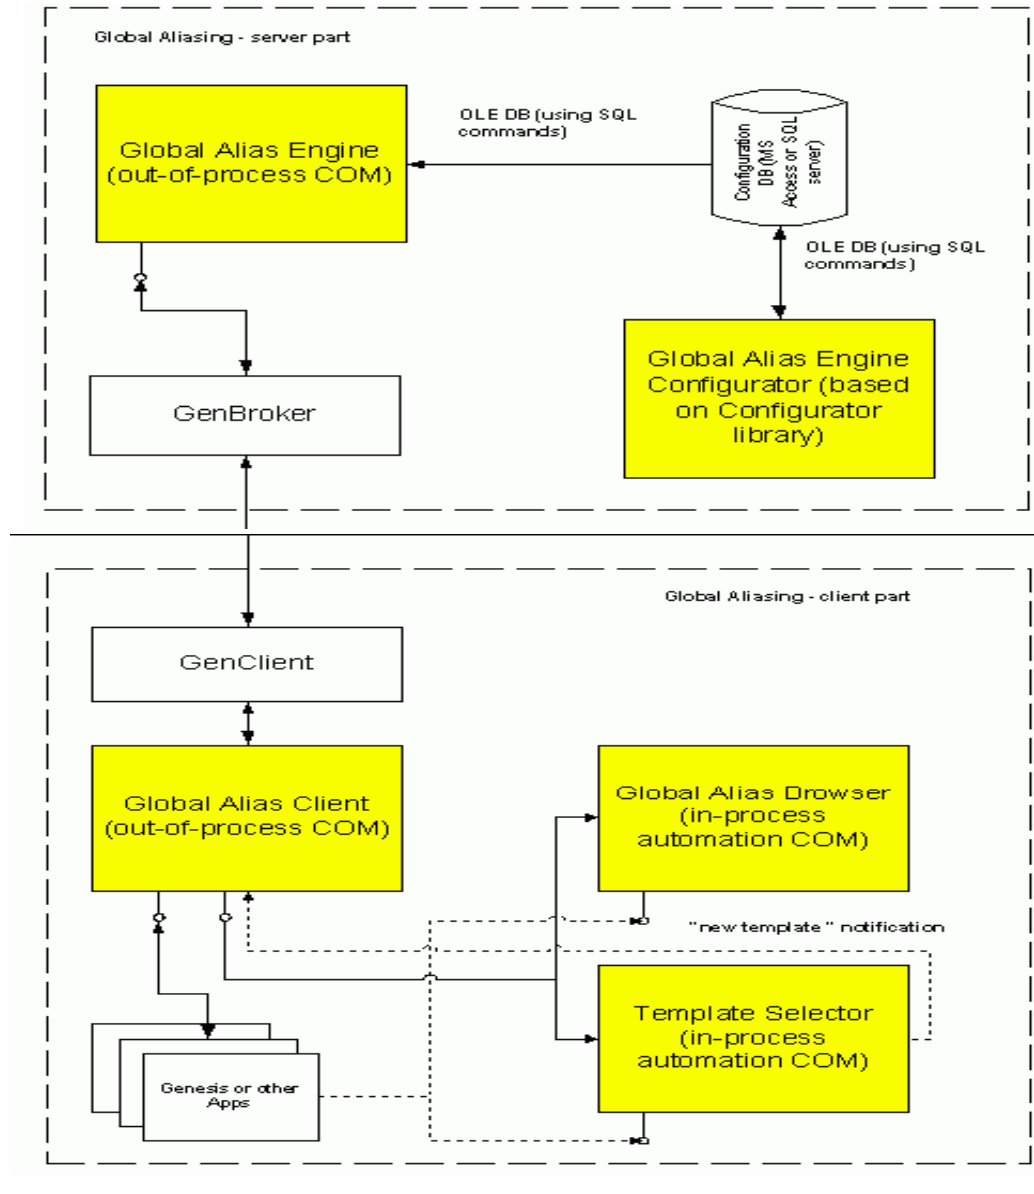 Global Aliasing - server part
Global Alias Engine
(out-of-process COM)
OLE DB (using SQL
commands)
Configuration
DB (MS
Access or SQL
server)
OLE DB (using SQL
commands)
Global Alias Engine
Configurator (based
on Configurator
library)
GenBroker
Global Aliasing - client part
GenClient
Global Alias Client
(out-of-process COM)
Global Alias Browser
(in-process
automation COM)
"new template" notification
Template Selector
(in-process
automation COM)
Genesis or other
Apps